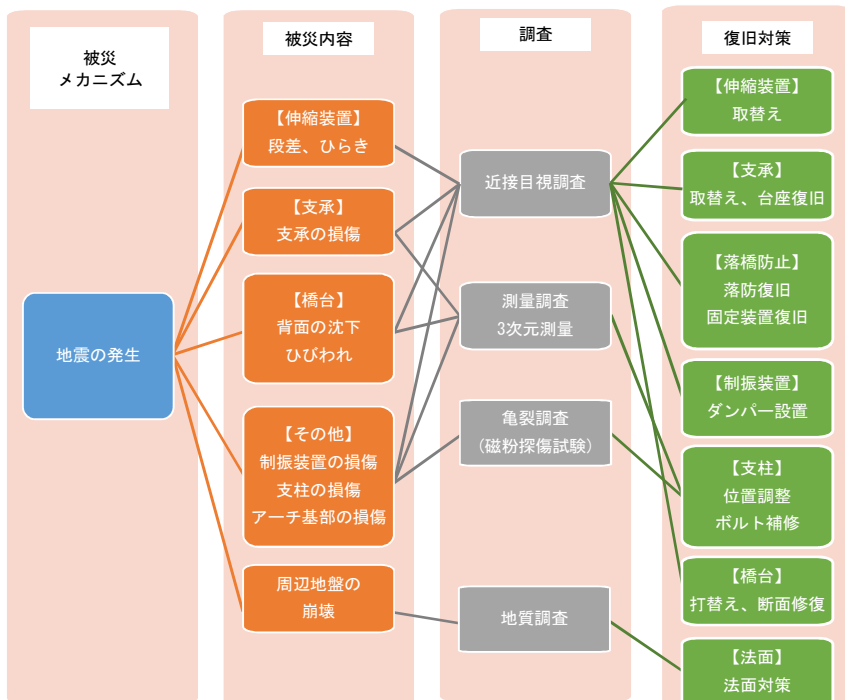 被災
メカニズム
地震の発生
被災内容
【伸縮装置】
段差、ひらき
【支承】
支承の損傷
【橋台】
背面の沈下
ひびわれ
【その他】
制振装置の損傷
支柱の損傷
アーチ基部の損傷
周辺地盤の
崩壊
調査
近接目視調査
測量調査
3次元測量
亀裂調査
(磁粉探傷試験)
地質調査
復旧対策
【伸縮装置】
取替え
【支承】
取替え、台座復旧
【落橋防止】
落防復旧
固定装置復旧
【制振装置】
ダンパー設置
【支柱】
位置調整
ボルト補修
【橋台】
打替え、断面修復
【法面】
法面対策